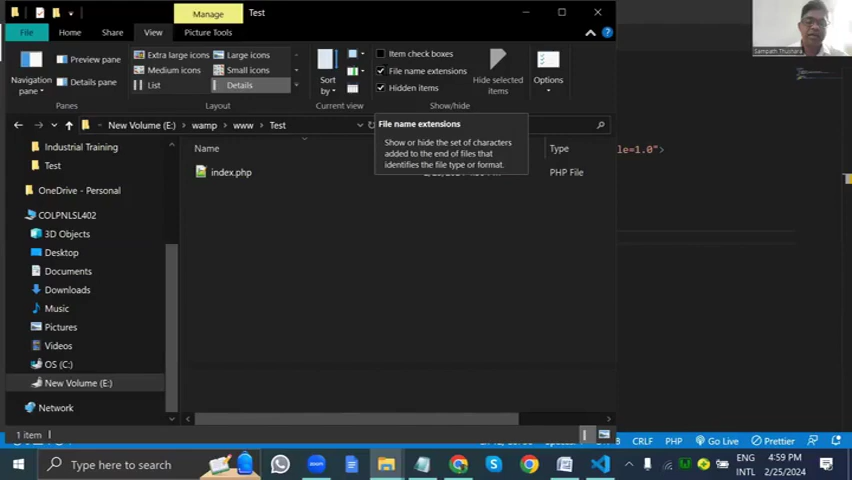 Manage
Test
File
Home
Share
View
Picture Tools
Navigation
pane
Preview pane
Details pane
Panes
Extra large icons
Large icons
Medium icons
Small icons
List
Details
Layout
Sort
by
Current view
Item check boxes
File name extensions
Hidden items
Hide selected
items
Show/hide
Options
New Volume (E:)
wamp
www
Test
File name extensions
Show or hide the set of characters
added to the end of files that
identifies the file type or format.
Sampath Thushara
Industrial Training
Test
OneDrive - Personal
COLPNLSL402
3D Objects
Desktop
Documents
Downloads
Music
Pictures
Videos
OS (C:)
New Volume (E:)
Network
Name
Type
index.php
PHP File
le=1.0">
1 item
CRLF
PHP
Go Live
Prettier
Type here to search
ENG
INTL
4:59 PM
2/25/2024